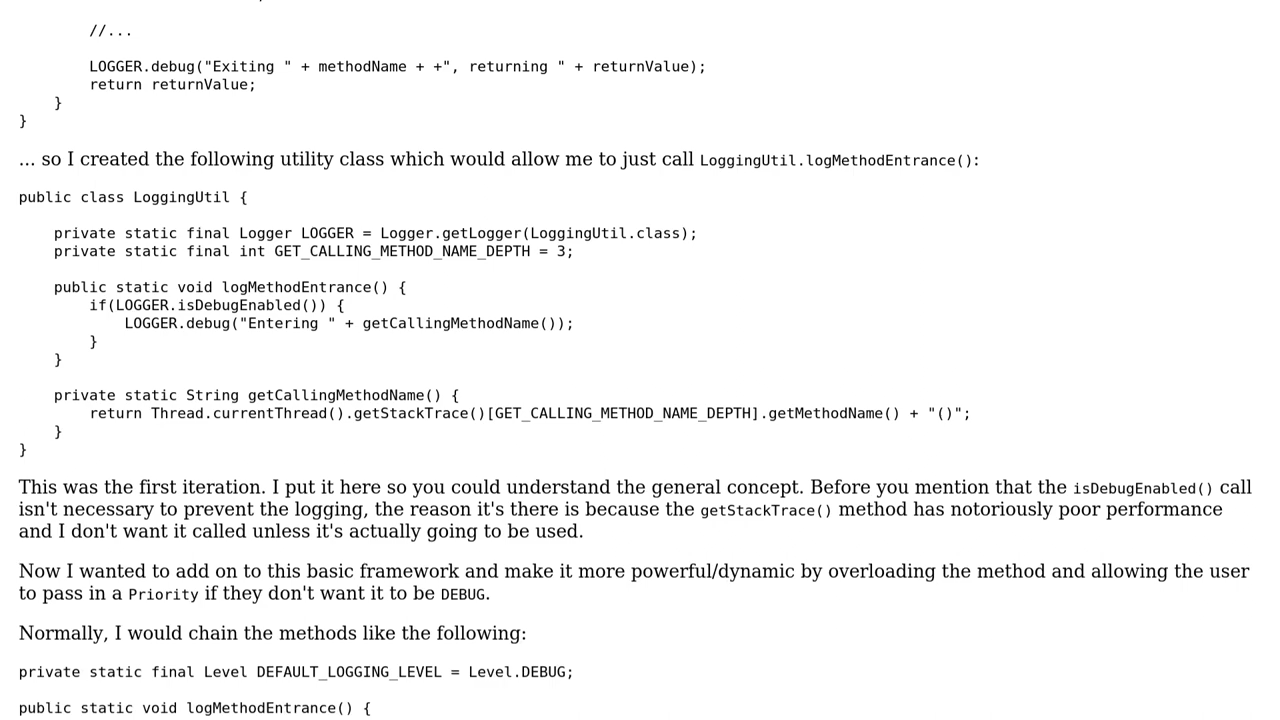 //...
LOGGER.debug("Exiting " + methodName + +", returning " + returnValue);
return returnValue;
}
}
... so I created the following utility class which would allow me to just call LoggingUtil.logMethodEntrance():
public class LoggingUtil {
private static final Logger LOGGER = Logger.getLogger(LoggingUtil.class);
private static final int GET_CALLING_METHOD_NAME_DEPTH = 3;
public static void logMethodEntrance() {
if(LOGGER.isDebugEnabled()) {
LOGGER.debug("Entering " + getCallingMethodName());
}
}
private static String getCallingMethodName() {
return Thread.currentThread().getStackTrace()[GET_CALLING_METHOD_NAME_DEPTH].getMethodName() + "()";
}
}
This was the first iteration. I put it here so you could understand the general concept. Before you mention that the isDebugEnabled() call
isn't necessary to prevent the logging, the reason it's there is because the getStackTrace() method has notoriously poor performance
and I don't want it called unless it's actually going to be used.
Now I wanted to add on to this basic framework and make it more powerful/dynamic by overloading the method and allowing the user
to pass in a Priority if they don't want it to be DEBUG.
Normally, I would chain the methods like the following:
private static final Level DEFAULT_LOGGING_LEVEL = Level.DEBUG;
public static void logMethodEntrance() {